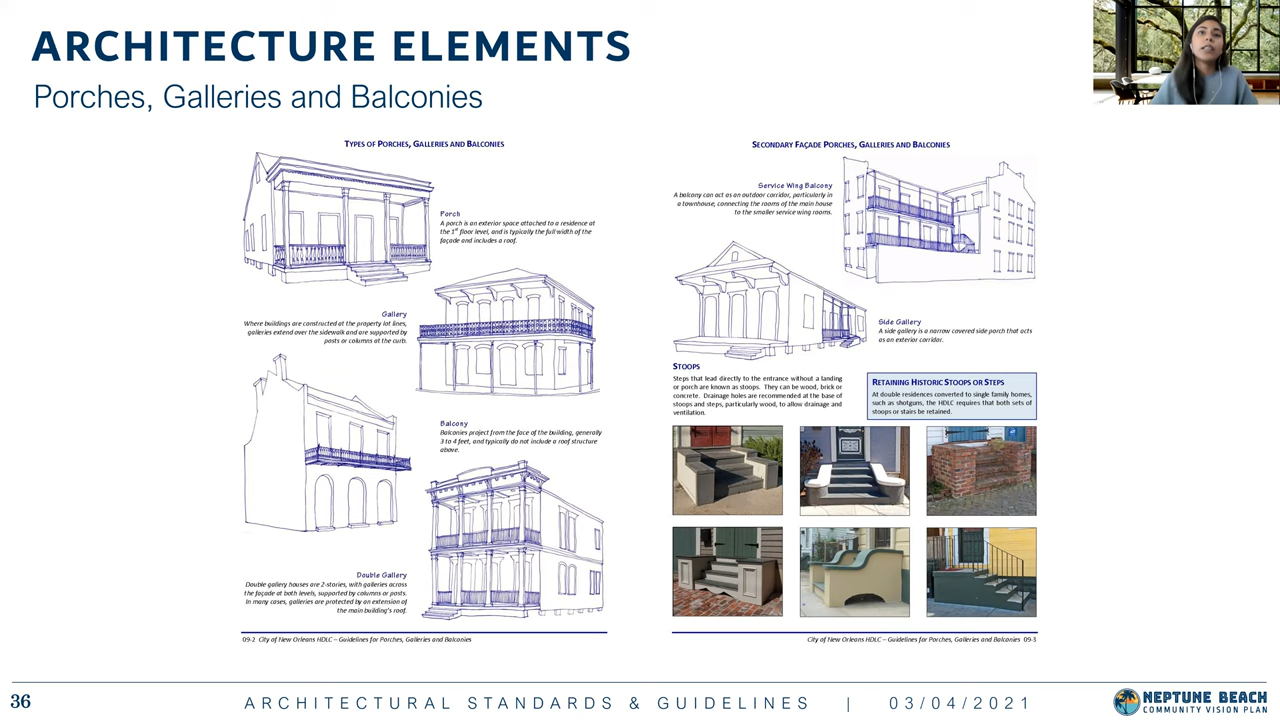 ARCHITECTURE ELEMENTS
Porches, Galleries and Balconies
TYPES OF PORCHES, GALLERIES AND BALCONIES
Porch
A porch is an exterior space attached to a residence at
the 1st floor level, and is typically the full width of the
façade and includes a roof.
Gallery
Where buildings are constructed at the property lot lines,
galleries extend over the sidewalk and are supported by
posts or columns at the curb.
Balcony
Balconies project from the face of the building, generally
3 to 4 feet, and typically do not include a roof structure
above.
Double Gallery
Double gallery houses are 2-stories, with galleries across
the façade at both levels, supported by columns or posts.
In many cases, galleries are protected by an extension of
the main building's roof.
09-2 City of New Orleans HDLC – Guidelines for Porches, Galleries and Balconies
SECONDARY FAÇADE PORCHES, GALLERIES AND BALCONIES
Service Wing Balcony
A balcony can act as an outdoor corridor, particularly in
a townhouse, connecting the rooms of the main house
to the smaller service wing rooms.
Side Gallery
A side gallery is a narrow covered side porch that acts
as an exterior corridor.
STOOPS
Steps that lead directly to the entrance without a landing
or porch are known as stoops. They can be wood, brick or
concrete. Drainage holes are recommended at the base of
stoops and steps, particularly wood, to allow drainage and
ventilation.
RETAINING HISTORIC STOOPS OR STEPS
At double residences converted to single family homes,
such as shotguns, the HDLC requires that both sets of
stoops or stairs be retained.
City of New Orleans HDLC – Guidelines for Porches, Galleries and Balconies 09-3
36
ARCHITECTURAL STANDARDS & GUIDELINES | 03/04/2021
NEPTUNE BEACH
COMMUNITY VISION PLAN